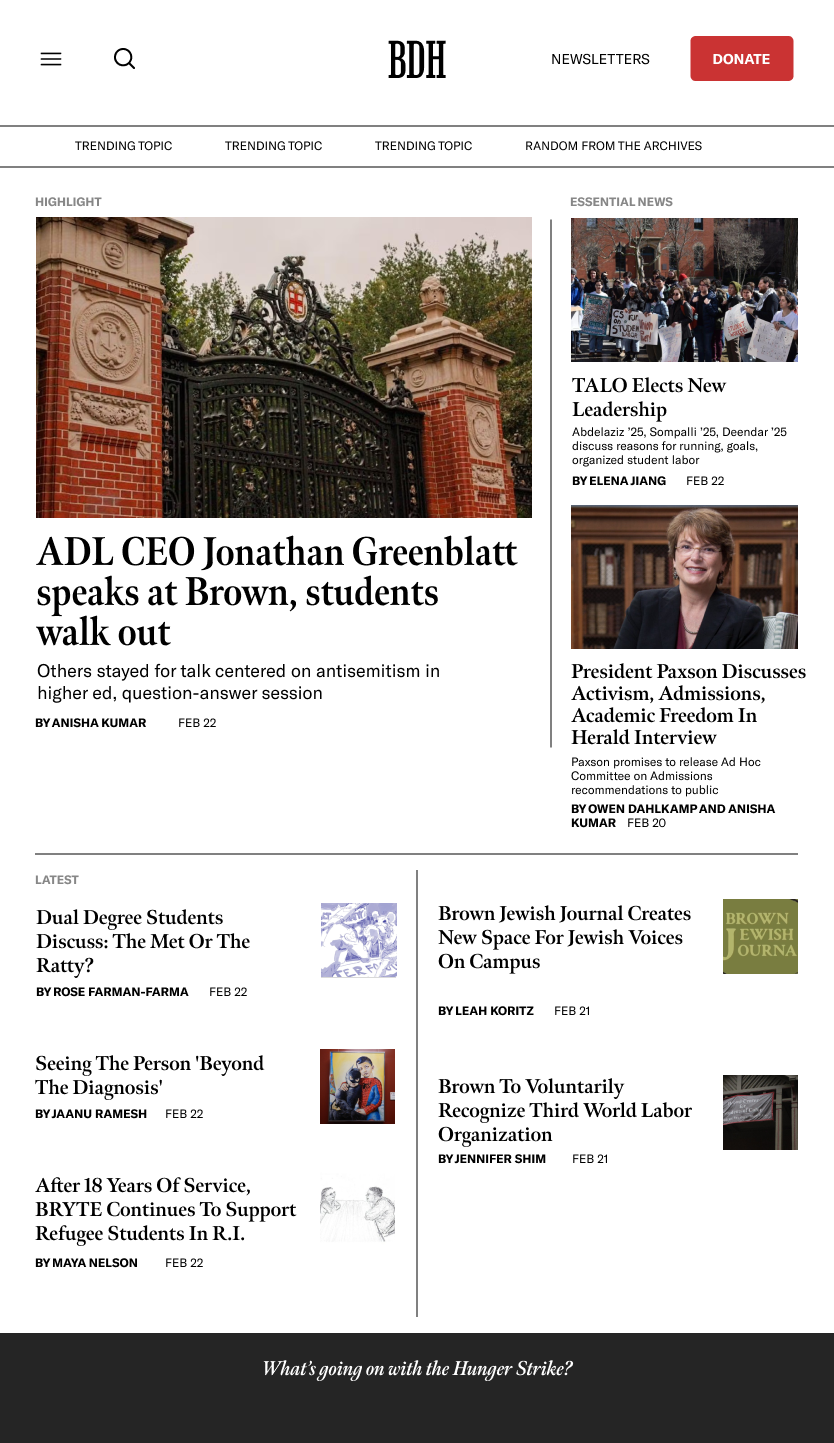 BDH
NEWSLETTERS
DONATE
TRENDING TOPIC
TRENDING TOPIC
TRENDING TOPIC
RANDOM FROM THE ARCHIVES
HIGHLIGHT
ADL CEO Jonathan Greenblatt
speaks at Brown, students
walk out
Others stayed for talk centered on antisemitism in
higher ed, question-answer session
BY ANISHA KUMAR FEB 22
ESSENTIAL NEWS
TALO Elects New
Leadership
Abdelaziz ’25, Sompalli ’25, Deendar ’25
discuss reasons for running, goals,
organized student labor
BY ELENA JIANG FEB 22
President Paxson Discusses
Activism, Admissions,
Academic Freedom In
Herald Interview
Paxson promises to release Ad Hoc
Committee on Admissions
recommendations to public
BY OWEN DAHLKAMP AND ANISHA
KUMAR FEB 20
LATEST
Dual Degree Students
Discuss: The Met Or The
Ratty?
BY ROSE FARMAN-FARMA FEB 22
Seeing The Person 'Beyond
The Diagnosis'
BY JAANU RAMESH FEB 22
After 18 Years Of Service,
BRYTE Continues To Support
Refugee Students In R.I.
BY MAYA NELSON FEB 22
Brown Jewish Journal Creates
New Space For Jewish Voices
On Campus
BY LEAH KORITZ FEB 21
BROWN
JEWISH
JOURNA
Brown To Voluntarily
Recognize Third World Labor
Organization
BY JENNIFER SHIM FEB 21
What’s going on with the Hunger Strike?